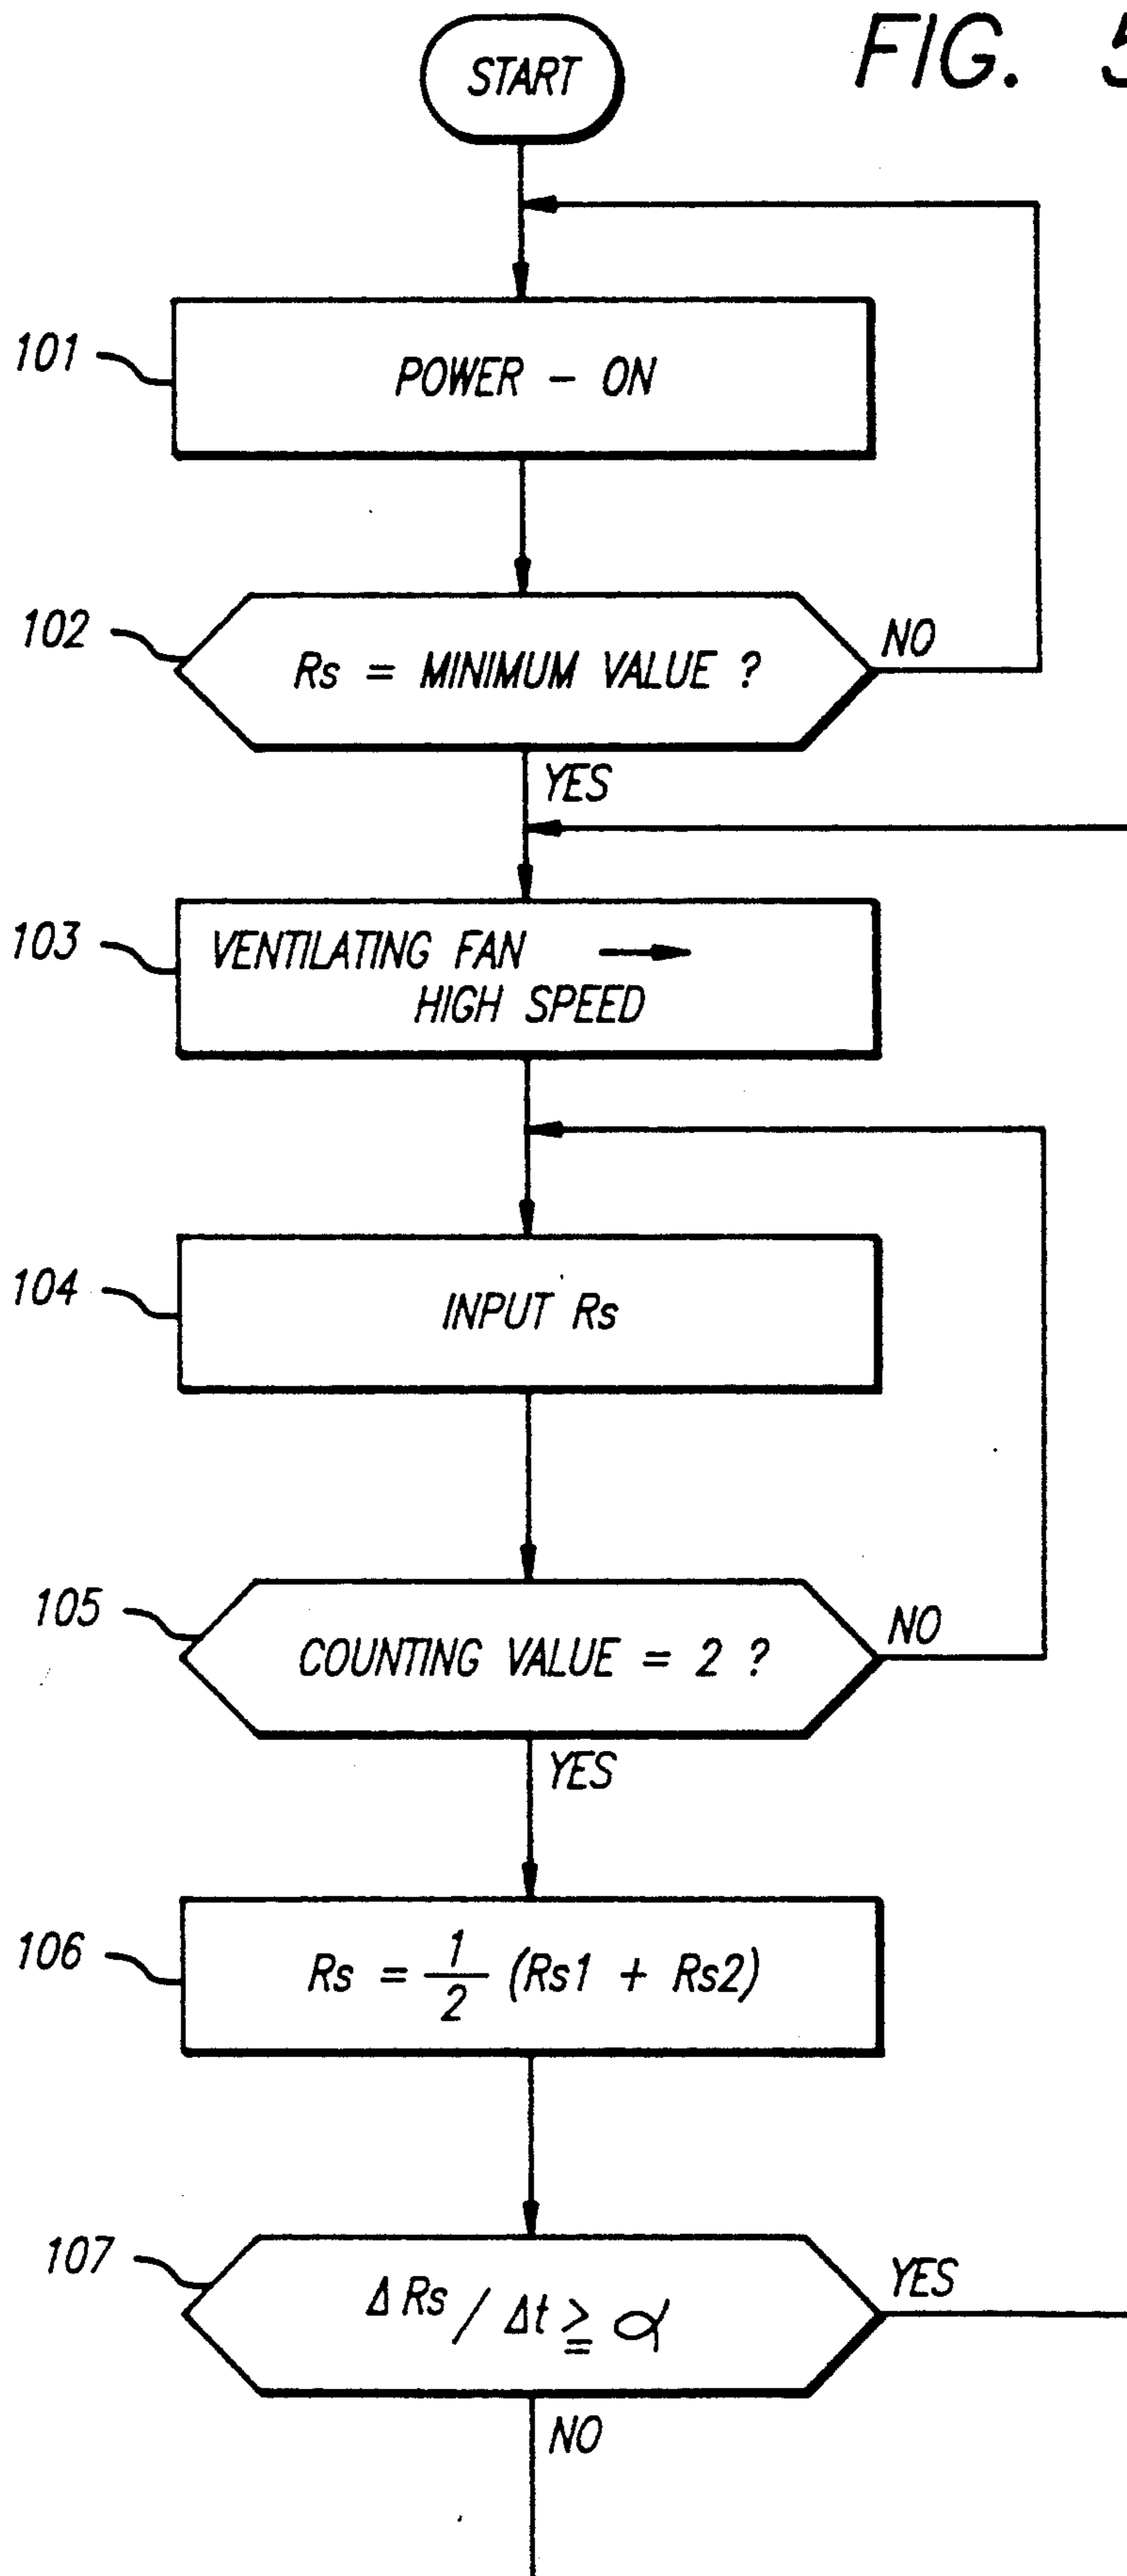 FIG. 5
START
101
POWER - ON
102
Rs = MINIMUM VALUE ?
NO
YES
103
VENTILATING FAN →
HIGH SPEED
104
INPUT Rs
105
COUNTING VALUE = 2 ?
NO
YES
106
Rs = 1/2 (Rs1 + Rs2)
107
Δ Rs / Δt ≧ α
YES
NO